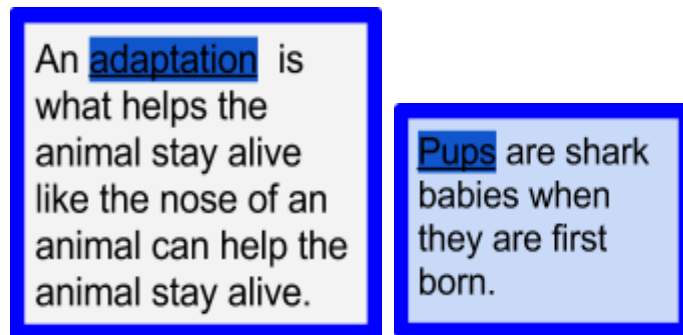 An adaptation is
what helps the
animal stay alive
like the nose of an
animal can help the
animal stay alive.
Pups are shark
babies when
they are first
born.